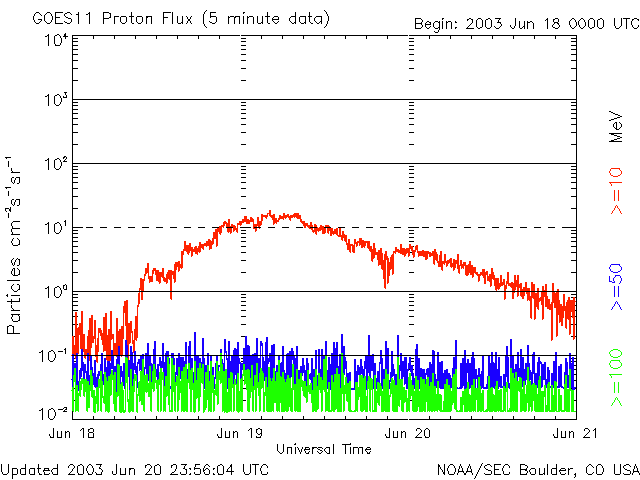 GOES11 Proton Flux (5 minute data)
Begin: 2003 Jun 18 0000 UTC
Particles cm⁻²s⁻¹sr⁻¹
10⁴
10³
10²
10¹
10⁰
10⁻¹
10⁻²
Jun 18
Jun 19
Jun 20
Jun 21
Universal Time
MeV
>=10
>=50
>=100
Updated 2003 Jun 20 23:56:04 UTC
NOAA/SEC Boulder, CO USA